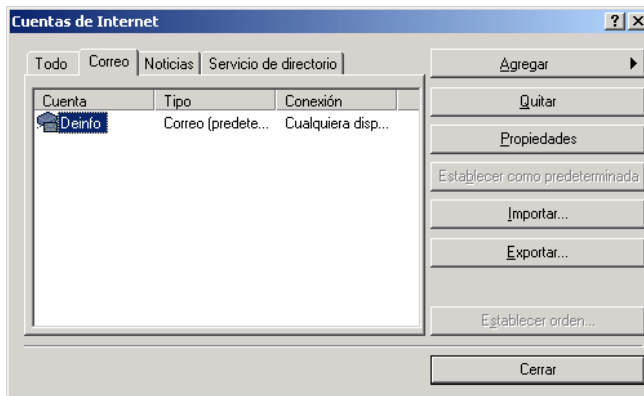 Cuentas de Internet
Todo Correo Noticias Servicio de directorio
Cuenta Tipo Conexión
Deinfo Correo (predete... Cualquiera disp...
Agregar
Quitar
Propiedades
Establecer como predeterminada
Importar...
Exportar...
Establecer orden...
Cerrar